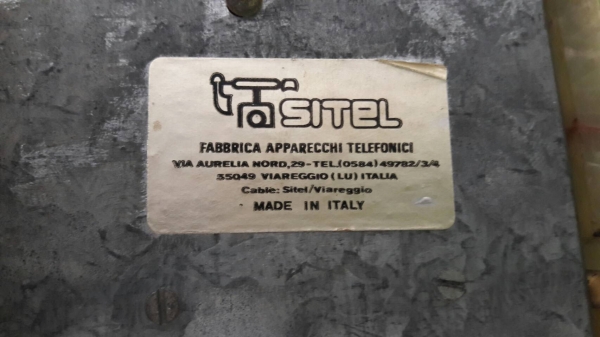 SITEL
FABBRICA APPARECCHI TELEFONICI
VIA AURELIA NORD,29-TEL.(0584)49782/3/4
55049 VIAREGGIO (LU) ITALIA
Cable: Sitel/Viareggio
MADE IN ITALY